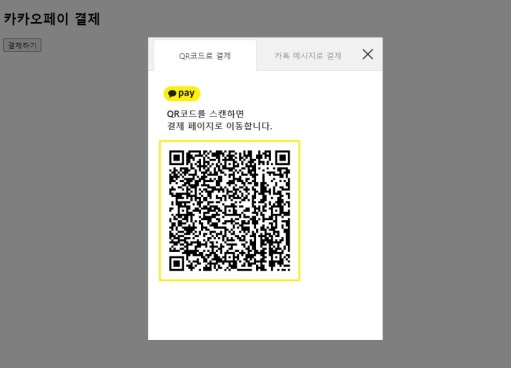 카카오페이 결제
결제하기
QR코드로 결제
카톡 메시지로 결제
pay
QR코드를 스캔하면
결제 페이지로 이동합니다.